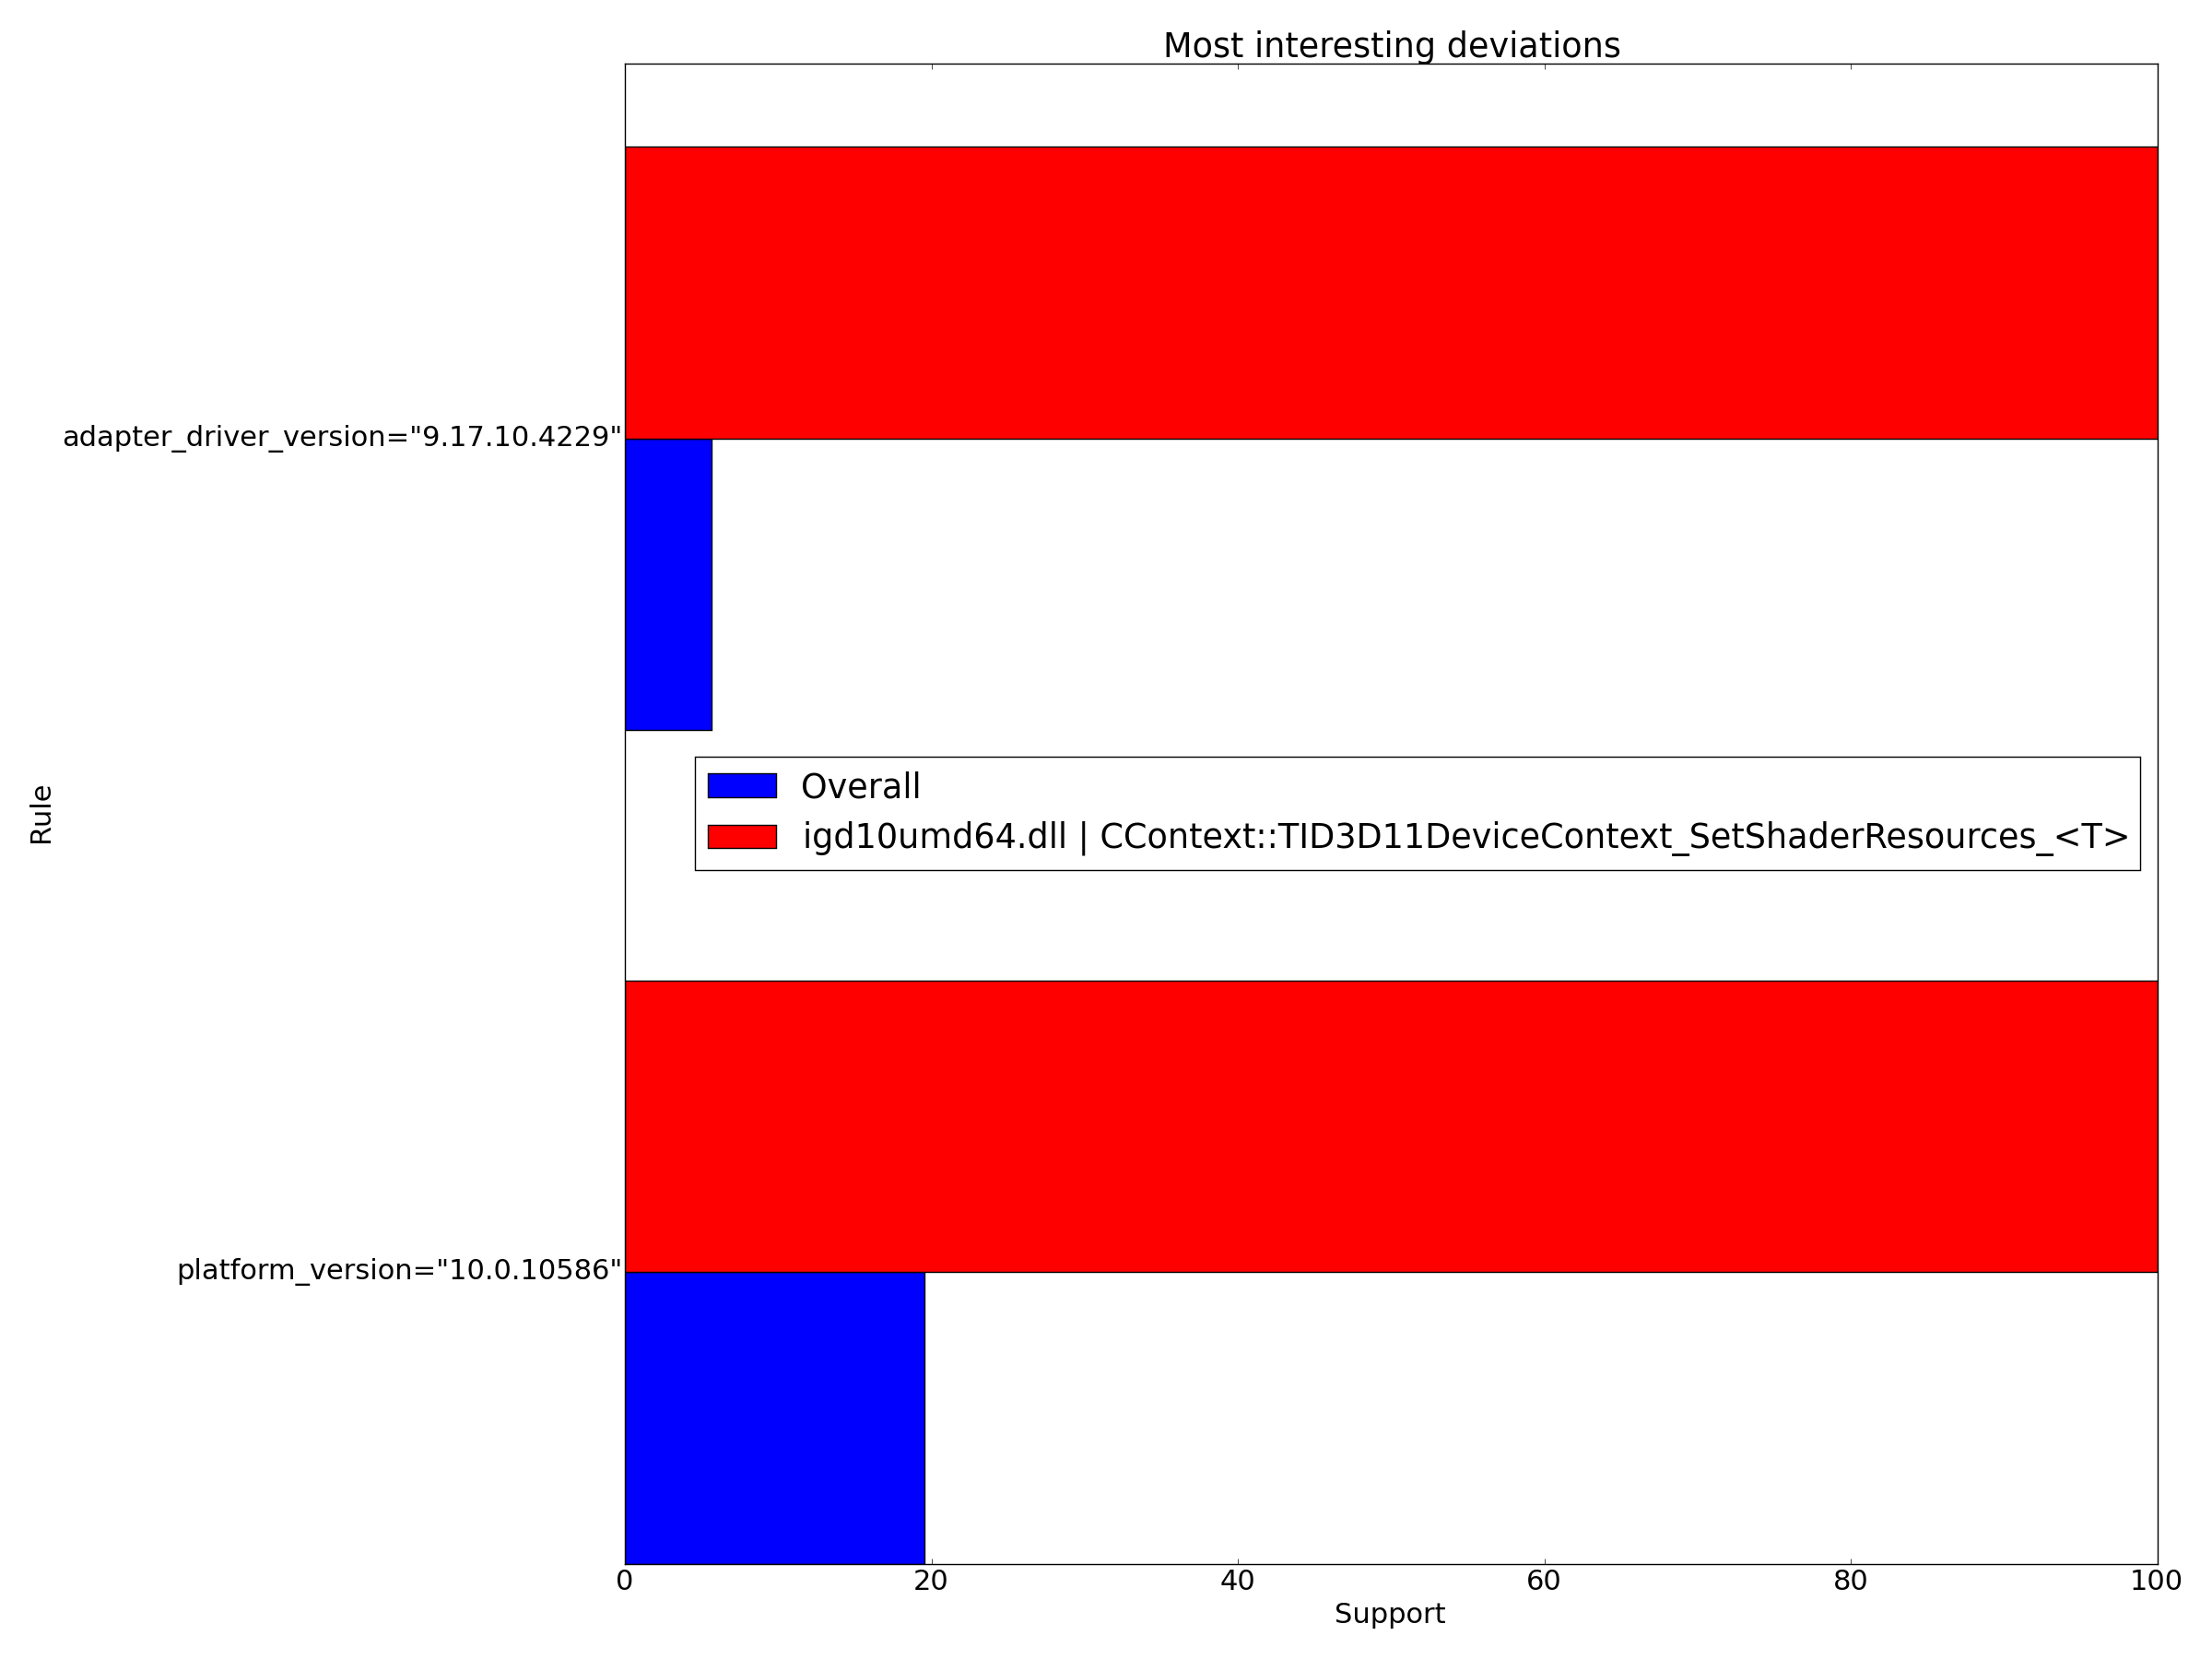 Most interesting deviations
adapter_driver_version="9.17.10.4229"
Overall
igd10umd64.dll | CContext::TID3D11DeviceContext_SetShaderResources_<T>
Rule
platform_version="10.0.10586"
0 20 40 60 80 100
Support